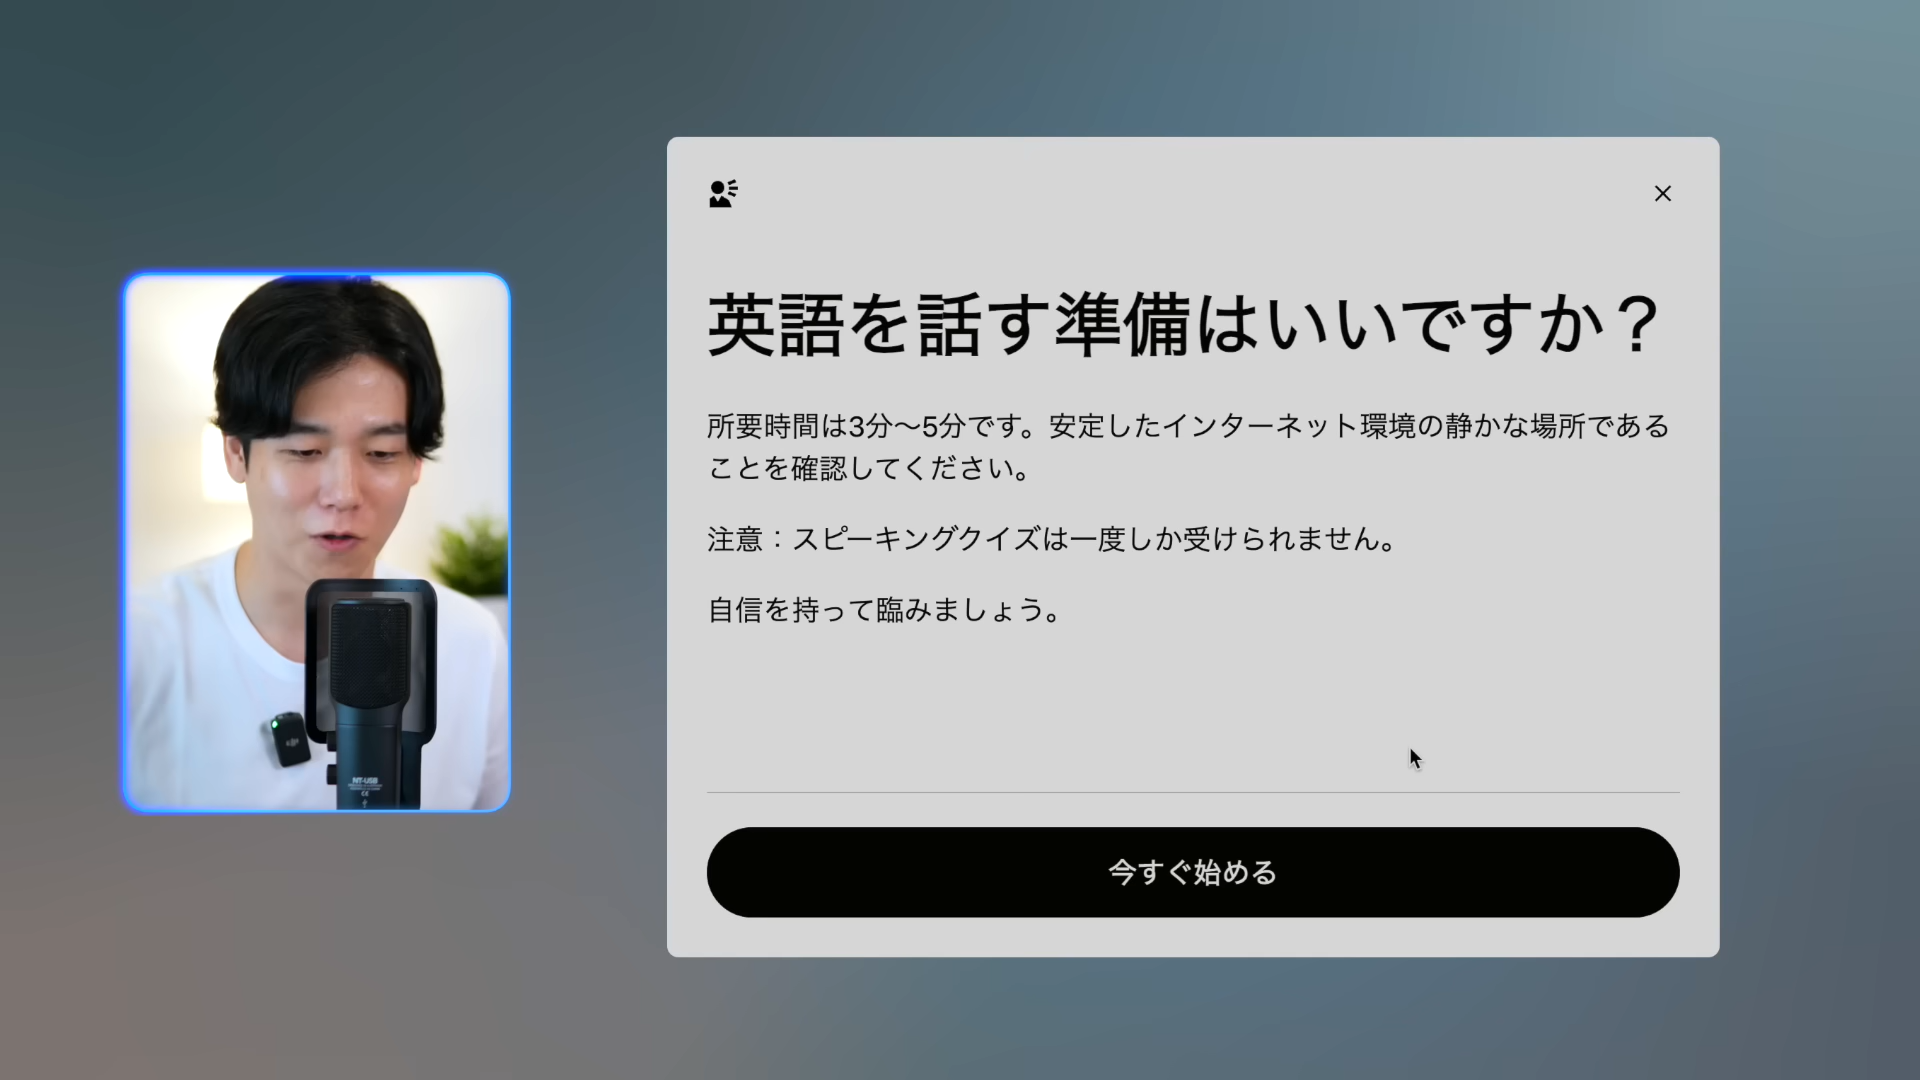 英語を話す準備はいいですか？
所要時間は3分〜5分です。安定したインターネット環境の静かな場所である
ことを確認してください。
注意：スピーキングクイズは一度しか受けられません。
自信を持って臨みましょう。
今すぐ始める
NT-USB
CE